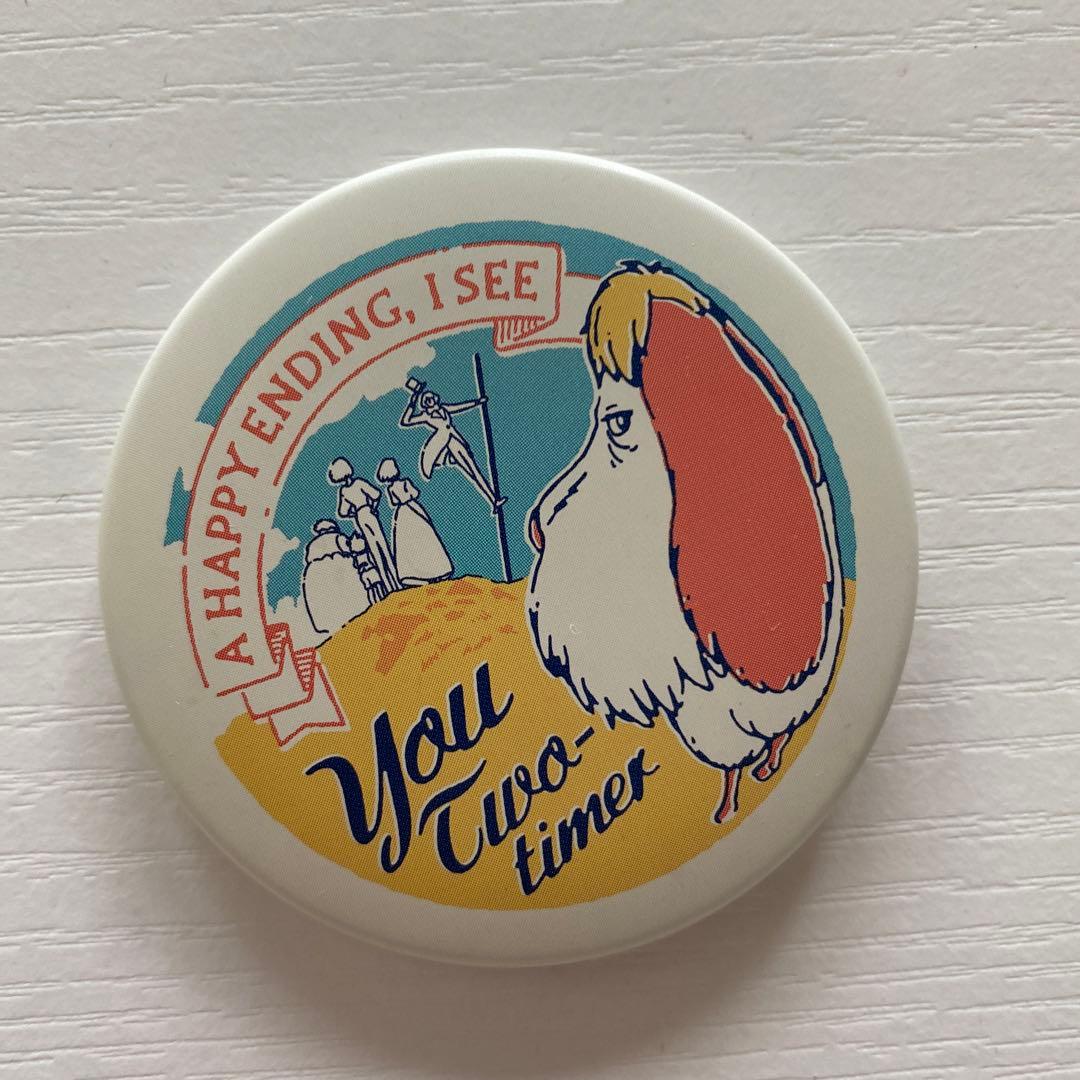 A HAPPY ENDING, I SEE
You
Two-
timer